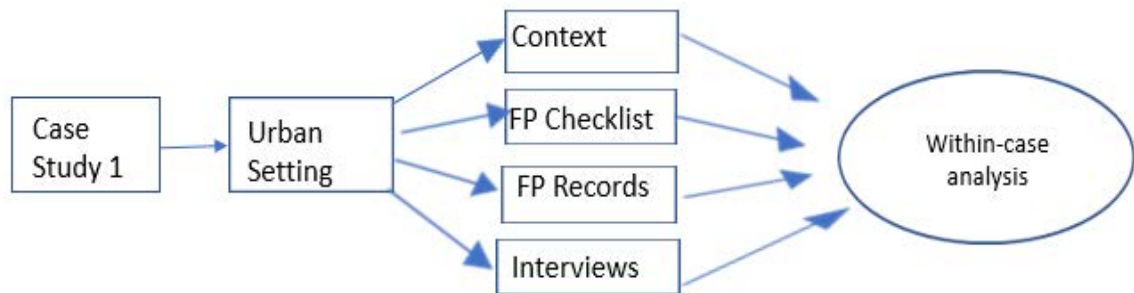 Case
Study 1
Urban
Setting
Context
FP Checklist
FP Records
Interviews
Within-case
analysis